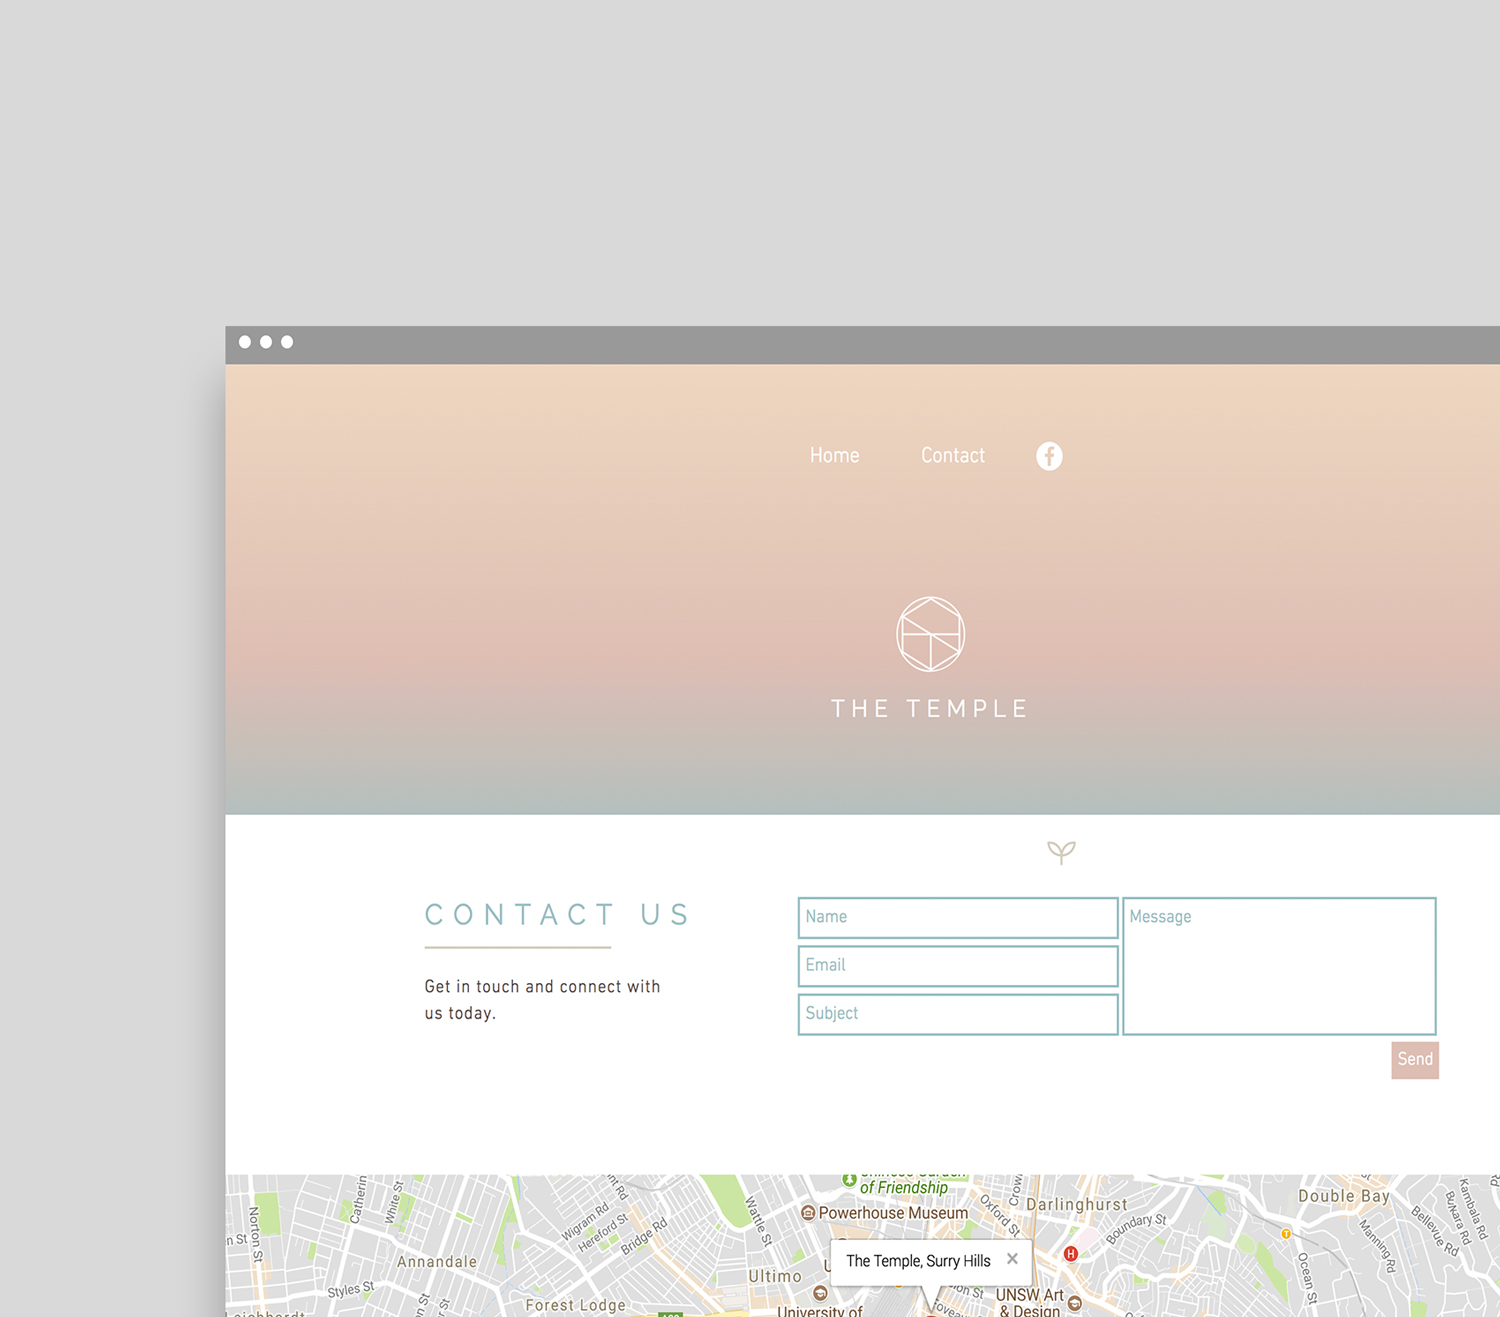 Home
Contact
THE TEMPLE
CONTACT US
Get in touch and connect with
us today.
Name
Email
Subject
Message
Send
of Friendship
Powerhouse Museum
Darlinghurst
Double Bay
Oxford St
Boundary St
Kambala Rd
Bellevue Rd
Manning Rd
Ocean St
White St
Norton St
Wigram Rd
Hereford St
Bridge Rd
Wattle St
Annandale
Styles St
Forest Lodge
Ultimo
The Temple, Surry Hills
University of
UNSW Art
& Design
H
T